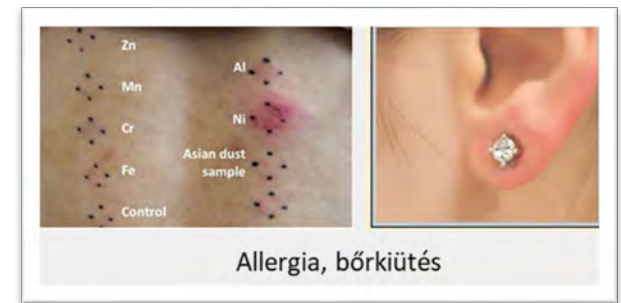 Zn
Mn
Cr
Fe
Control
Al
Ni
Asian dust
sample
Allergia, bőrkiütés